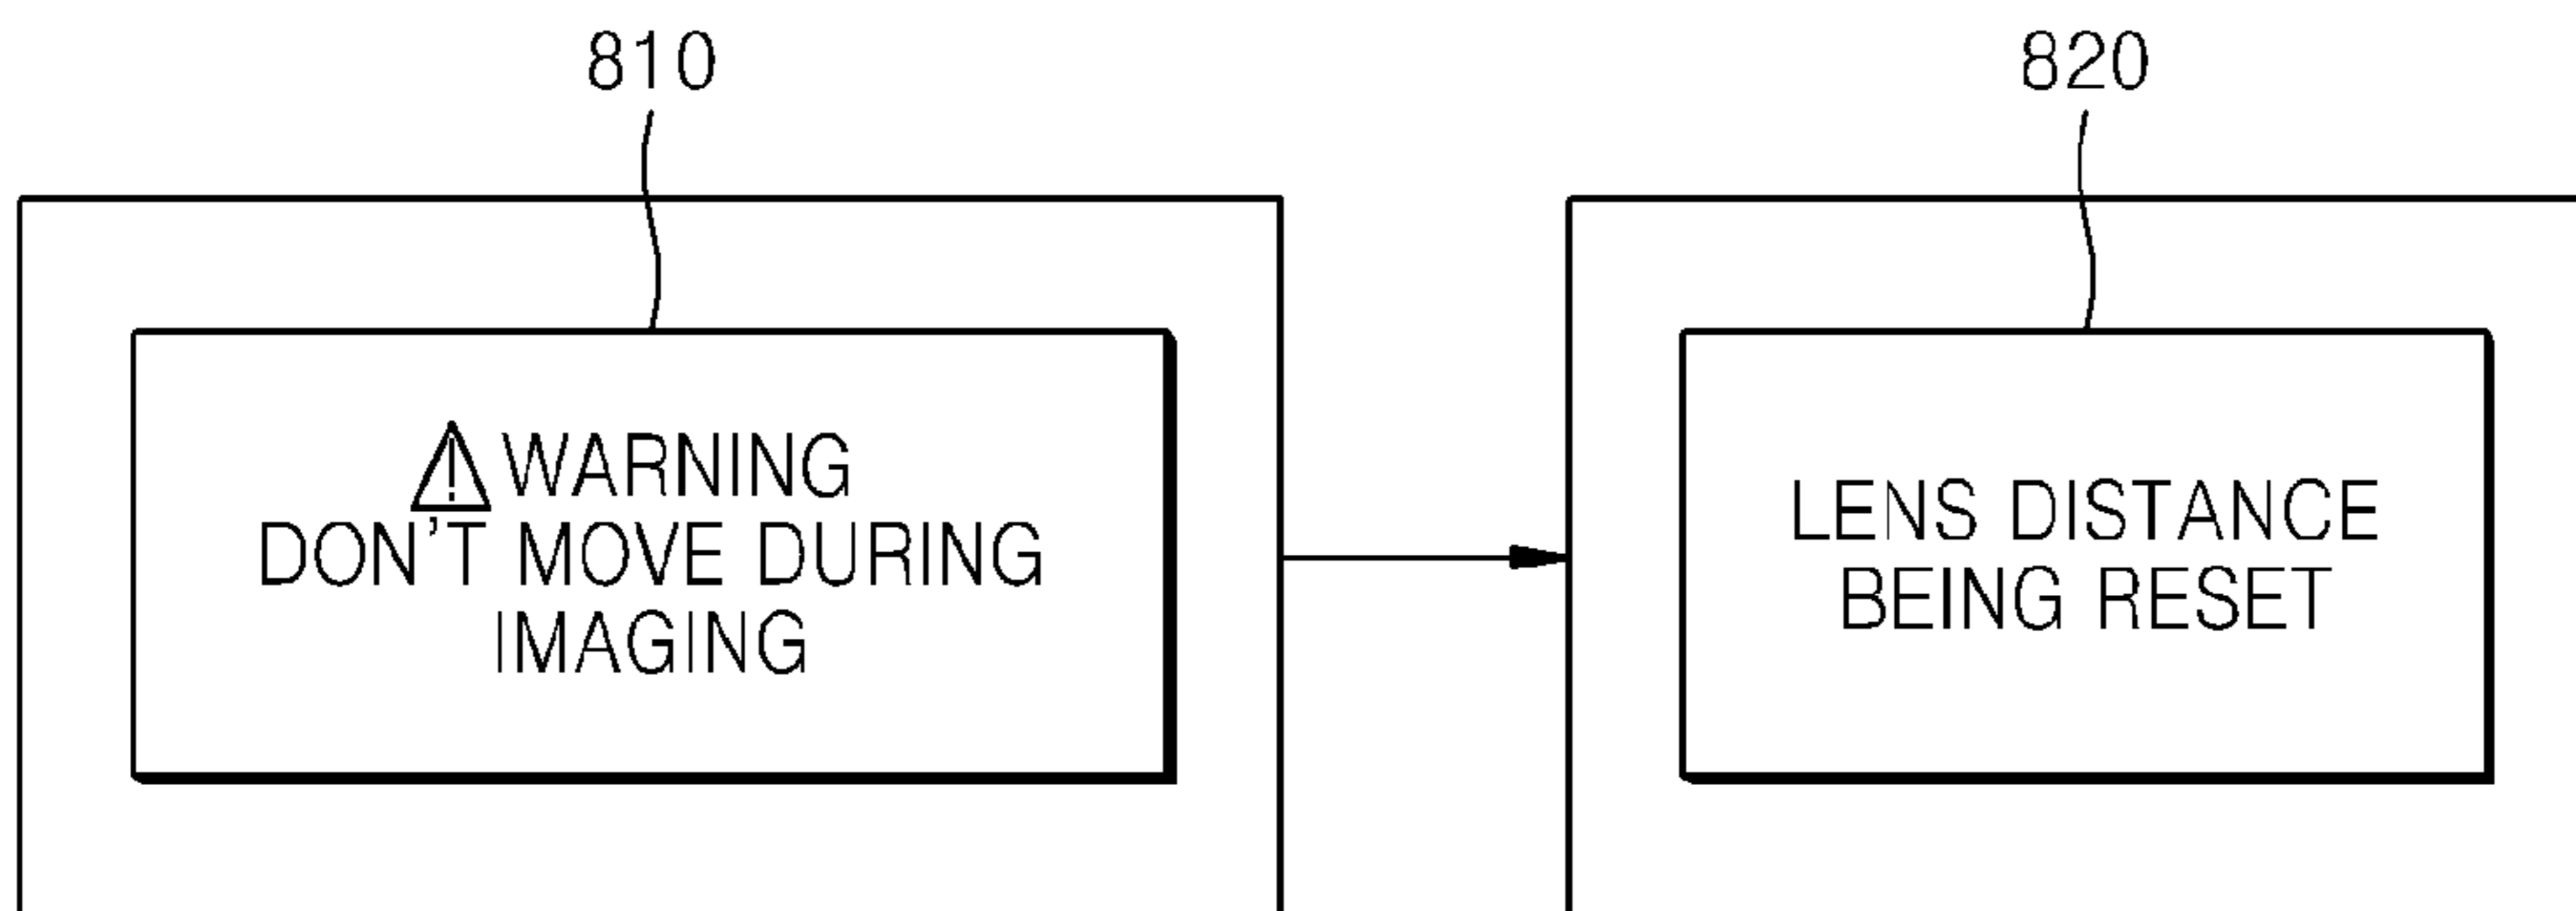 810
820
⚠ WARNING
DON'T MOVE DURING
IMAGING
LENS DISTANCE
BEING RESET